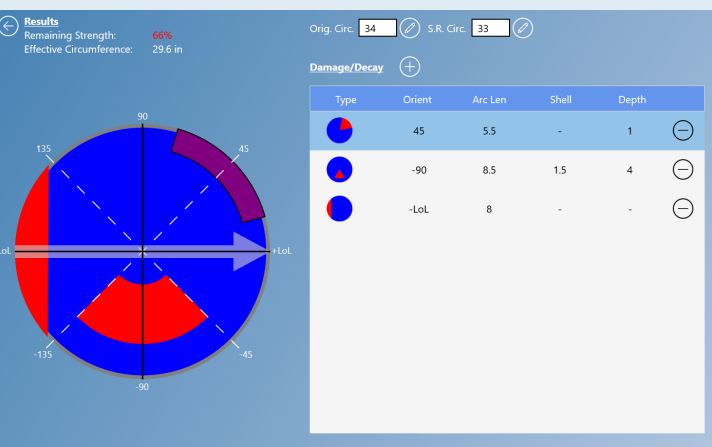 Results
Remaining Strength: 66%
Effective Circumference: 29.6 in
Orig. Circ. 34 S.R. Circ. 33
Damage/Decay
Type Orient Arc Len Shell Depth
45 5.5 - 1
-90 8.5 1.5 4
-LoL 8 - -
90
135 45
LoL +LoL
-135 -45
-90